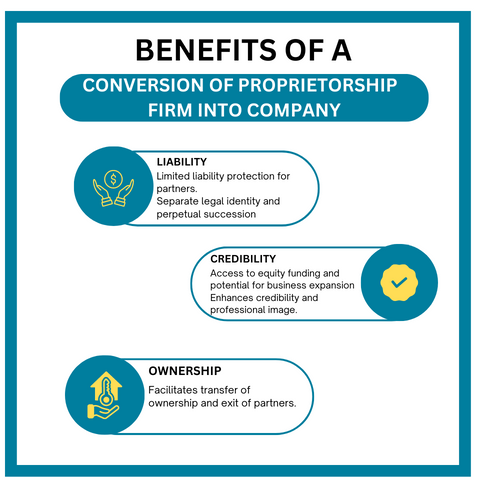 BENEFITS OF A
CONVERSION OF PROPRIETORSHIP
FIRM INTO COMPANY
LIABILITY
Limited liability protection for
partners.
Separate legal identity and
perpetual succession
CREDIBILITY
Access to equity funding and
potential for business expansion
Enhances credibility and
professional image.
OWNERSHIP
Facilitates transfer of
ownership and exit of partners.